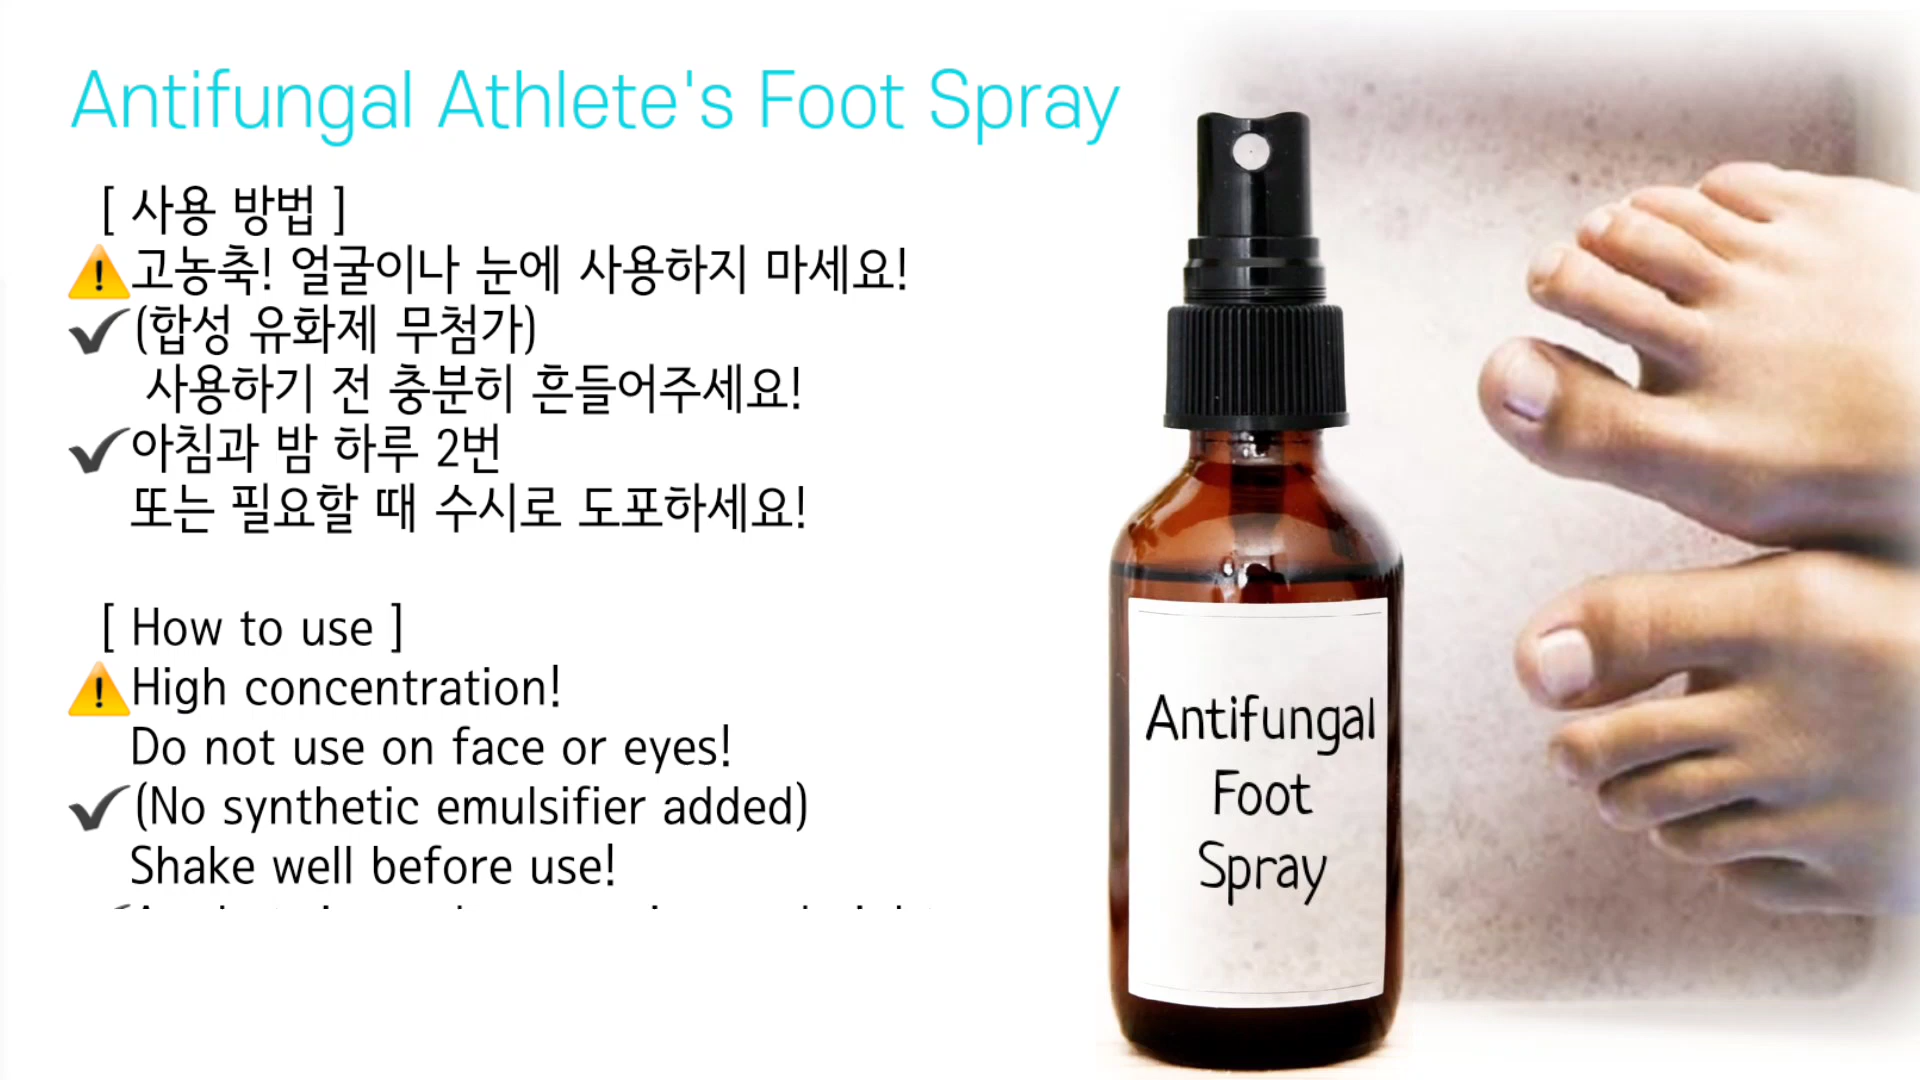 Antifungal Athlete's Foot Spray
[ 사용 방법 ]
⚠️고농축! 얼굴이나 눈에 사용하지 마세요!
✔(합성 유화제 무첨가)
사용하기 전 충분히 흔들어주세요!
✔아침과 밤 하루 2번
또는 필요할 때 수시로 도포하세요!
[ How to use ]
⚠️High concentration!
Do not use on face or eyes!
✔(No synthetic emulsifier added)
Shake well before use!
Antifungal
Foot
Spray